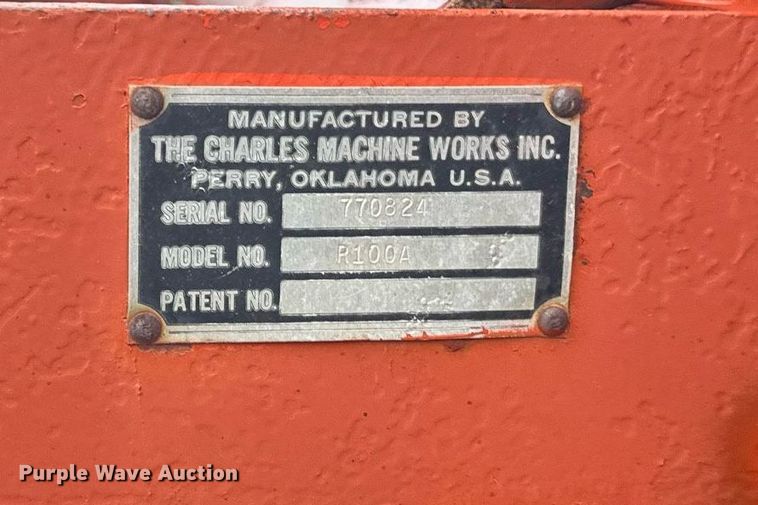 MANUFACTURED BY
THE CHARLES MACHINE WORKS INC.
PERRY, OKLAHOMA U.S.A.
SERIAL NO. 770824
MODEL NO. R100A
PATENT NO.
Purple Wave Auction